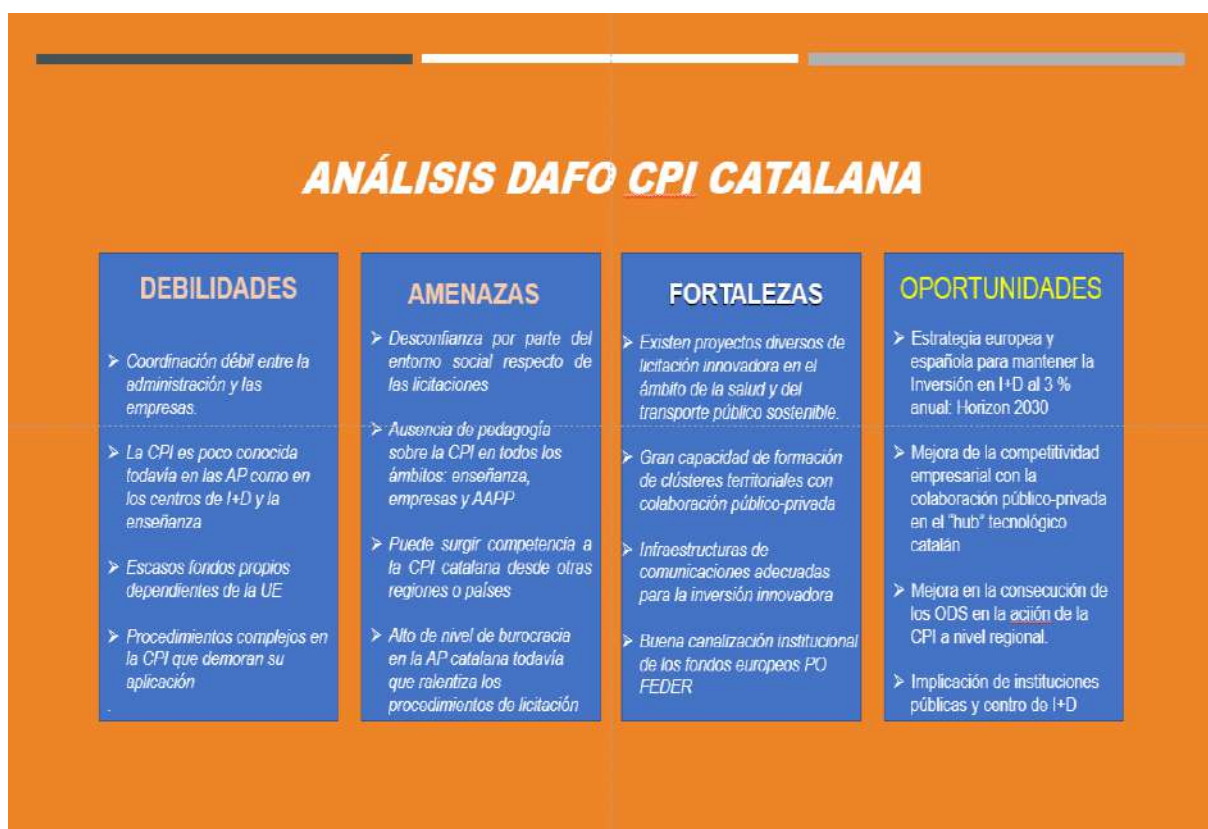 ANÁLISIS DAFO CPI CATALANA
DEBILIDADES
➢ Coordinación débil entre la
administración y las
empresas.
➢ La CPI es poco conocida
todavía en las AP como en
los centros de I+D y la
enseñanza
➢ Escasos fondos propios
dependientes de la UE
➢ Procedimientos complejos en
la CPI que demoran su
aplicación
.
AMENAZAS
➢ Desconfianza por parte del
entorno social respecto de
las licitaciones
➢ Ausencia de pedagogía
sobre la CPI en todos los
ámbitos: enseñanza,
empresas y AAPP
➢ Puede surgir competencia a
la CPI catalana desde otras
regiones o países
➢ Alto de nivel de burocracia
en la AP catalana todavía
que ralentiza los
procedimientos de licitación
FORTALEZAS
➢ Existen proyectos diversos de
licitación innovadora en el
ámbito de la salud y del
transporte público sostenible.
➢ Gran capacidad de formación
de clústeres territoriales con
colaboración público-privada
➢ Infraestructuras de
comunicaciones adecuadas
para la inversión innovadora
➢ Buena canalización institucional
de los fondos europeos PO
FEDER
OPORTUNIDADES
➢ Estrategia europea y
española para mantener la
Inversión en I+D al 3 %
anual: Horizon 2030
➢ Mejora de la competitividad
empresarial con la
colaboración público-privada
en el "hub" tecnológico
catalán
➢ Mejora en la consecución de
los ODS en la aciión de la
CPI a nivel regional.
➢ Implicación de instituciones
públicas y centro de I+D